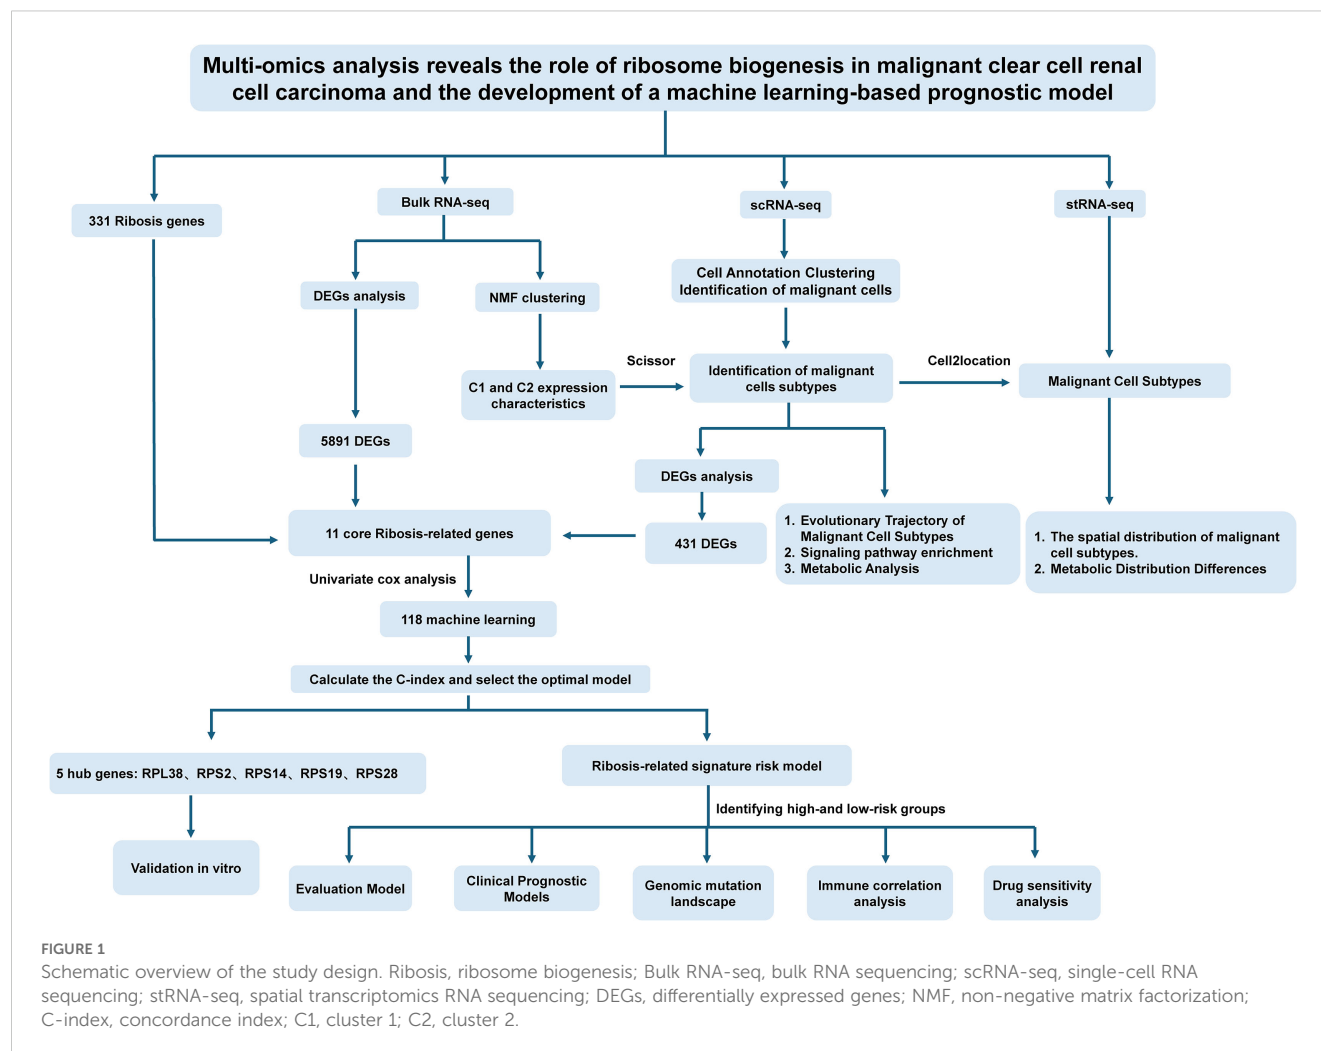 Multi-omics analysis reveals the role of ribosome biogenesis in malignant clear cell renal
cell carcinoma and the development of a machine learning-based prognostic model
331 Ribosis genes
Bulk RNA-seq
scRNA-seq
stRNA-seq
DEGs analysis
NMF clustering
Cell Annotation Clustering
Identification of malignant cells
Scissor
Cell2location
C1 and C2 expression
characteristics
Identification of malignant
cells subtypes
Malignant Cell Subtypes
5891 DEGs
DEGs analysis
11 core Ribosis-related genes
431 DEGs
1. Evolutionary Trajectory of
Malignant Cell Subtypes
2. Signaling pathway enrichment
3. Metabolic Analysis
1. The spatial distribution of malignant
cell subtypes.
2. Metabolic Distribution Differences
Univariate cox analysis
118 machine learning
Calculate the C-index and select the optimal model
5 hub genes: RPL38、RPS2、RPS14、RPS19、RPS28
Ribosis-related signature risk model
Identifying high-and low-risk groups
Validation in vitro
Evaluation Model
Clinical Prognostic
Models
Genomic mutation
landscape
Immune correlation
analysis
Drug sensitivity
analysis
FIGURE 1
Schematic overview of the study design. Ribosis, ribosome biogenesis; Bulk RNA-seq, bulk RNA sequencing; scRNA-seq, single-cell RNA
sequencing; stRNA-seq, spatial transcriptomics RNA sequencing; DEGs, differentially expressed genes; NMF, non-negative matrix factorization;
C-index, concordance index; C1, cluster 1; C2, cluster 2.